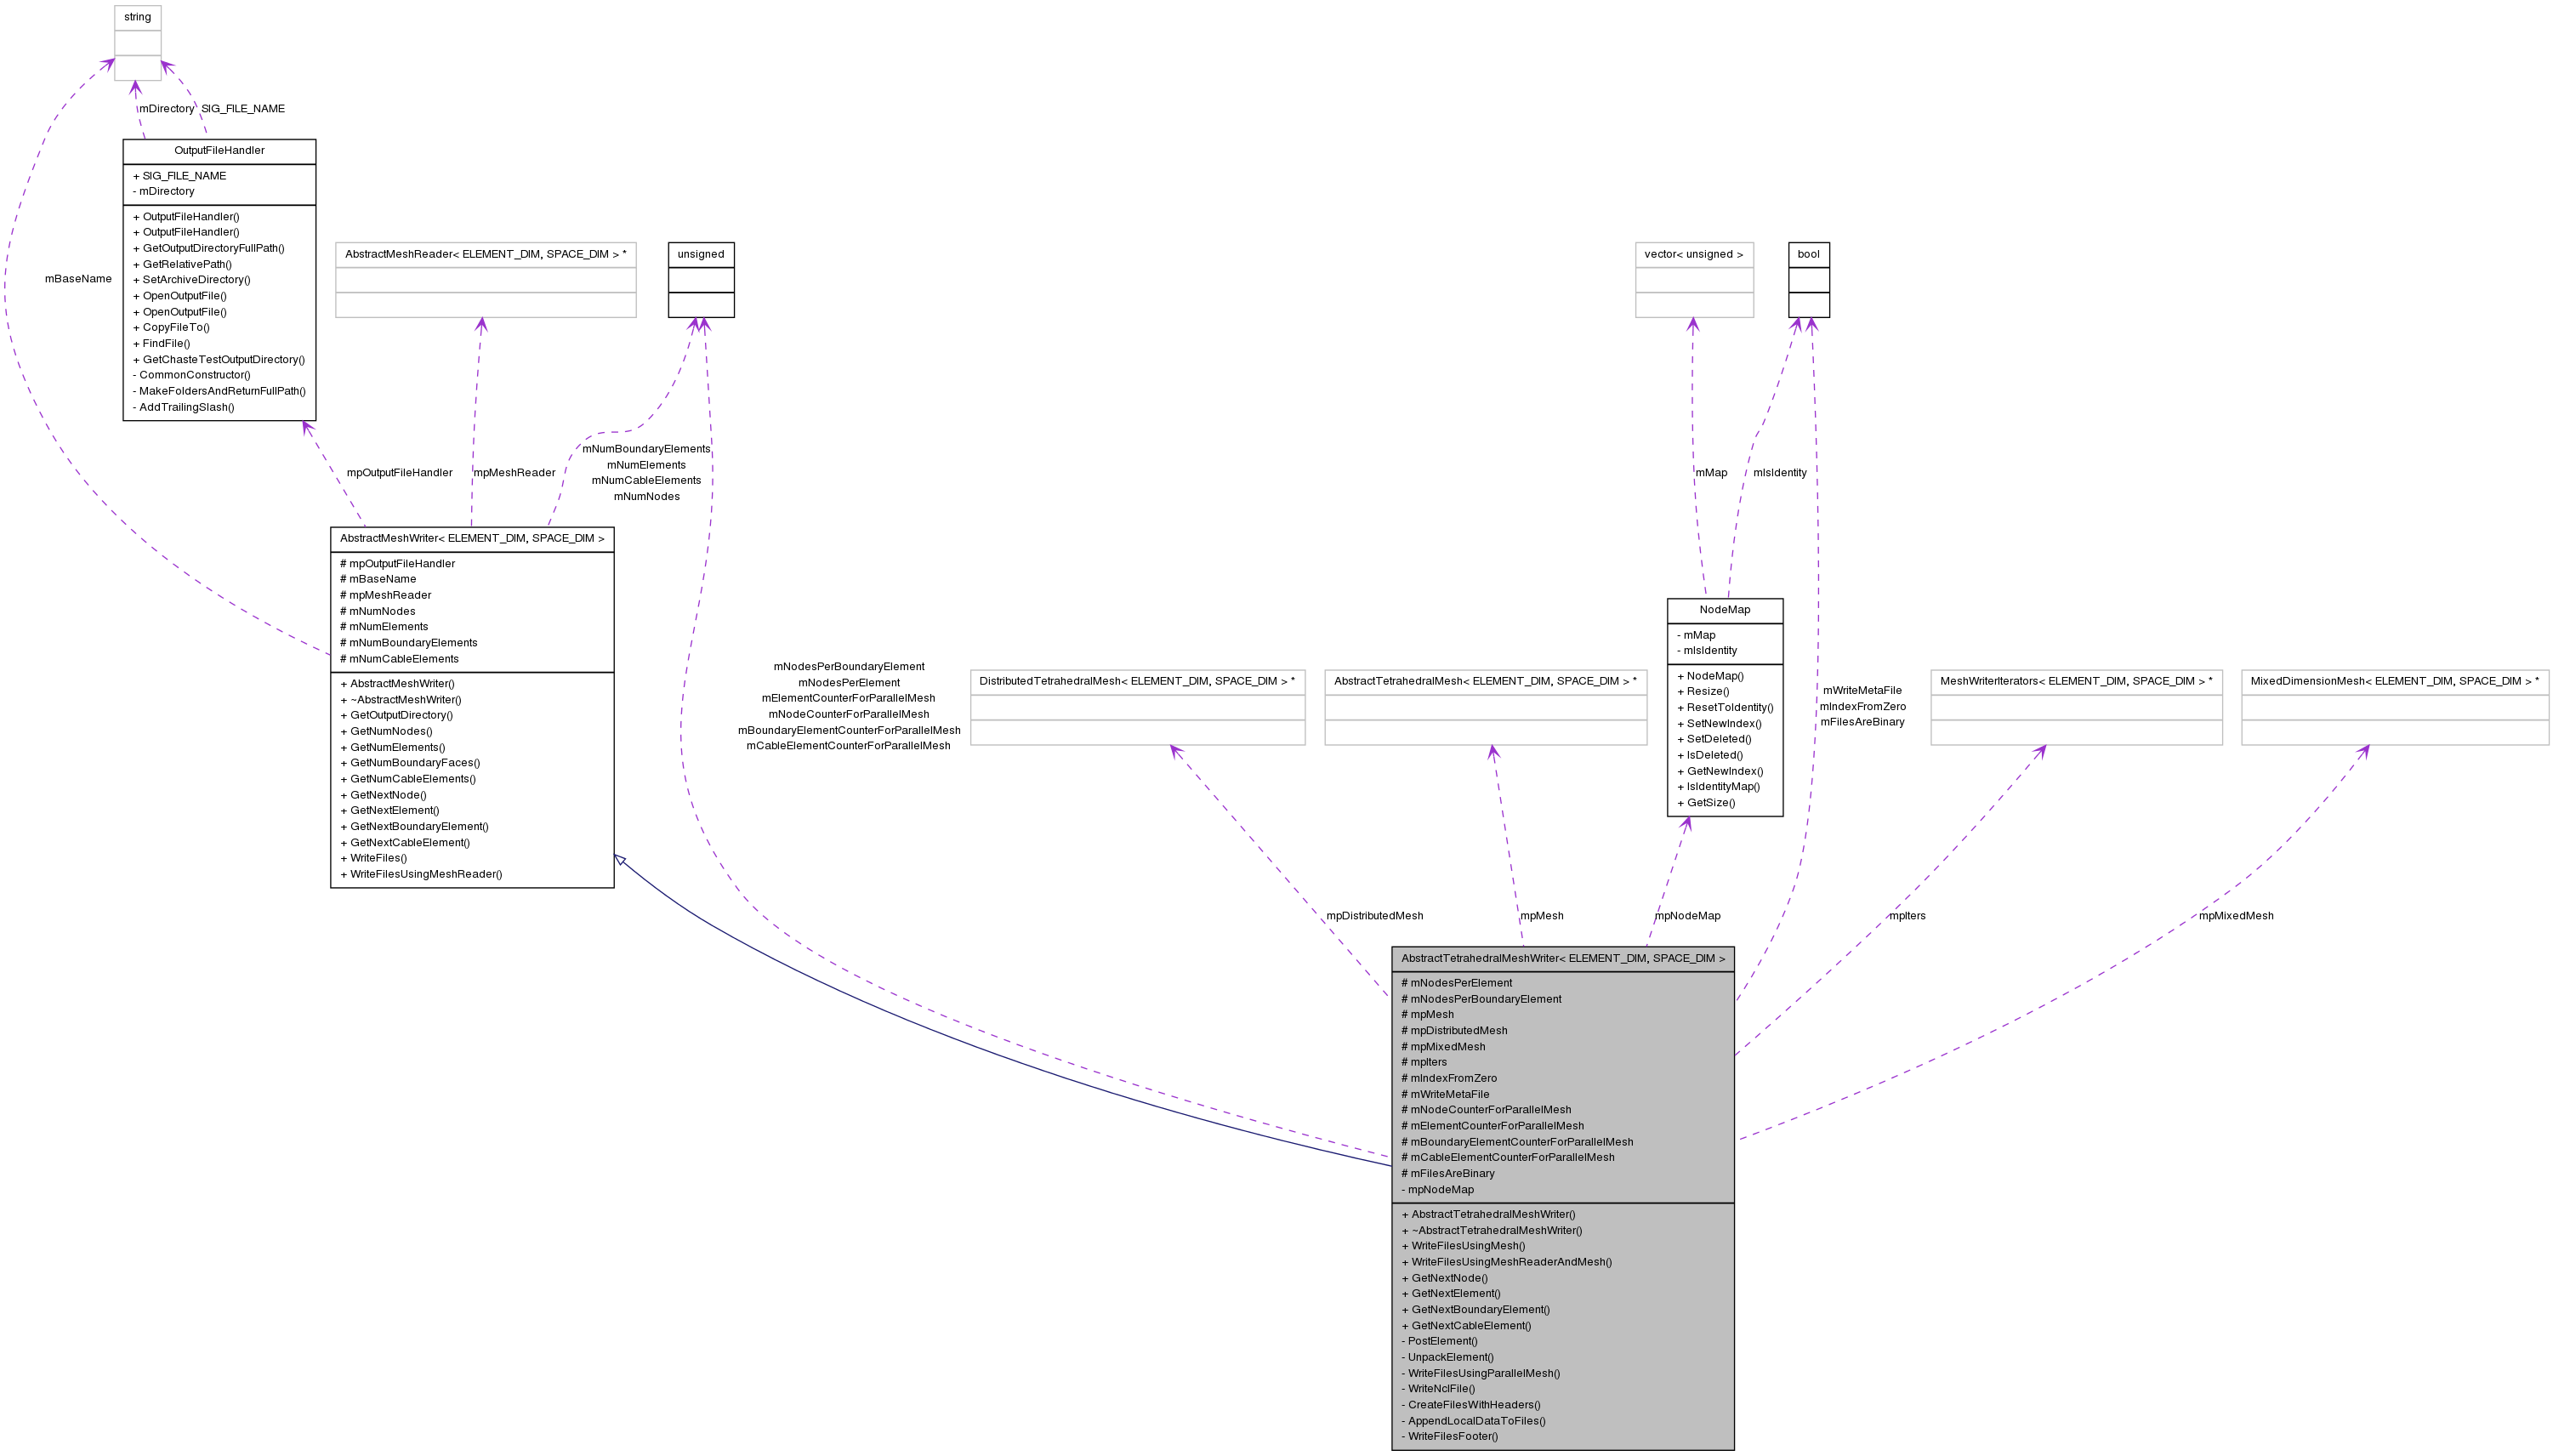 string
mDirectory
SIG_FILE_NAME
OutputFileHandler
+ SIG_FILE_NAME
- mDirectory
+ OutputFileHandler()
+ OutputFileHandler()
+ GetOutputDirectoryFullPath()
+ GetRelativePath()
+ SetArchiveDirectory()
+ OpenOutputFile()
+ OpenOutputFile()
+ CopyFileTo()
+ FindFile()
+ GetChasteTestOutputDirectory()
- CommonConstructor()
- MakeFoldersAndReturnFullPath()
- AddTrailingSlash()
mBaseName
AbstractMeshReader< ELEMENT_DIM, SPACE_DIM > *
unsigned
vector< unsigned >
bool
mpOutputFileHandler
mpMeshReader
mNumBoundaryElements
mNumElements
mNumCableElements
mNumNodes
mMap
mIsIdentity
AbstractMeshWriter< ELEMENT_DIM, SPACE_DIM >
# mpOutputFileHandler
# mBaseName
# mpMeshReader
# mNumNodes
# mNumElements
# mNumBoundaryElements
# mNumCableElements
+ AbstractMeshWriter()
+ ~AbstractMeshWriter()
+ GetOutputDirectory()
+ GetNumNodes()
+ GetNumElements()
+ GetNumBoundaryFaces()
+ GetNumCableElements()
+ GetNextNode()
+ GetNextElement()
+ GetNextBoundaryElement()
+ GetNextCableElement()
+ WriteFiles()
+ WriteFilesUsingMeshReader()
mNodesPerBoundaryElement
mNodesPerElement
mElementCounterForParallelMesh
mNodeCounterForParallelMesh
mBoundaryElementCounterForParallelMesh
mCableElementCounterForParallelMesh
DistributedTetrahedralMesh< ELEMENT_DIM, SPACE_DIM > *
AbstractTetrahedralMesh< ELEMENT_DIM, SPACE_DIM > *
NodeMap
- mMap
- mIsIdentity
+ NodeMap()
+ Resize()
+ ResetToIdentity()
+ SetNewIndex()
+ SetDeleted()
+ IsDeleted()
+ GetNewIndex()
+ IsIdentityMap()
+ GetSize()
mWriteMetaFile
mIndexFromZero
mFilesAreBinary
MeshWriterIterators< ELEMENT_DIM, SPACE_DIM > *
MixedDimensionMesh< ELEMENT_DIM, SPACE_DIM > *
mpDistributedMesh
mpMesh
mpNodeMap
mpIters
mpMixedMesh
AbstractTetrahedralMeshWriter< ELEMENT_DIM, SPACE_DIM >
# mNodesPerElement
# mNodesPerBoundaryElement
# mpMesh
# mpDistributedMesh
# mpMixedMesh
# mpIters
# mIndexFromZero
# mWriteMetaFile
# mNodeCounterForParallelMesh
# mElementCounterForParallelMesh
# mBoundaryElementCounterForParallelMesh
# mCableElementCounterForParallelMesh
# mFilesAreBinary
- mpNodeMap
+ AbstractTetrahedralMeshWriter()
+ ~AbstractTetrahedralMeshWriter()
+ WriteFilesUsingMesh()
+ WriteFilesUsingMeshReaderAndMesh()
+ GetNextNode()
+ GetNextElement()
+ GetNextBoundaryElement()
+ GetNextCableElement()
- PostElement()
- UnpackElement()
- WriteFilesUsingParallelMesh()
- WriteNclFile()
- CreateFilesWithHeaders()
- AppendLocalDataToFiles()
- WriteFilesFooter()